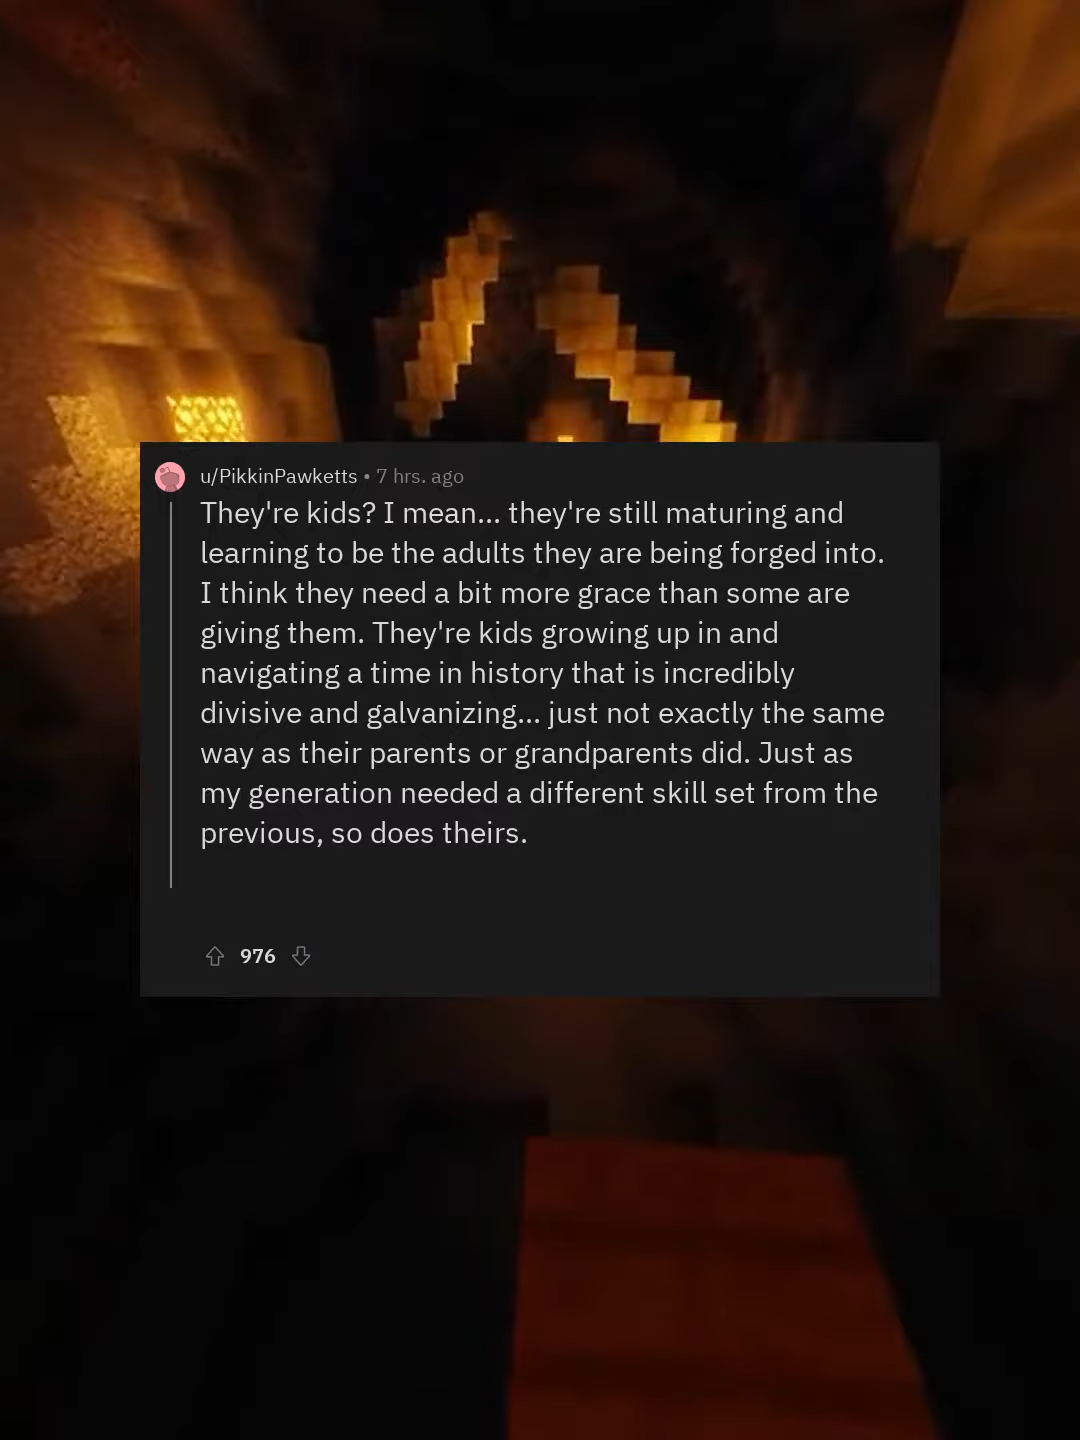 u/PikkinPawketts • 7 hrs. ago
They're kids? I mean... they're still maturing and
learning to be the adults they are being forged into.
I think they need a bit more grace than some are
giving them. They're kids growing up in and
navigating a time in history that is incredibly
divisive and galvanizing... just not exactly the same
way as their parents or grandparents did. Just as
my generation needed a different skill set from the
previous, so does theirs.
976